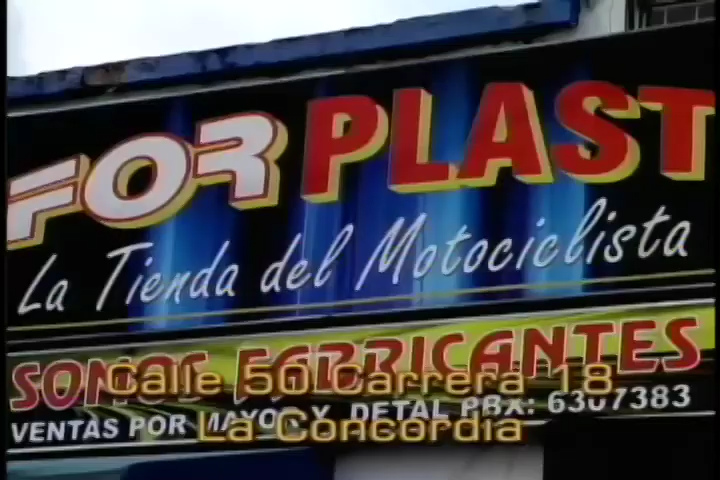 FOR PLAST
La Tienda del Motociclista
SOMOS FABRICANTES
Calle 50 Carrera 18
VENTAS POR MAYOR Y DETAL PBX: 6307383
La Concordia